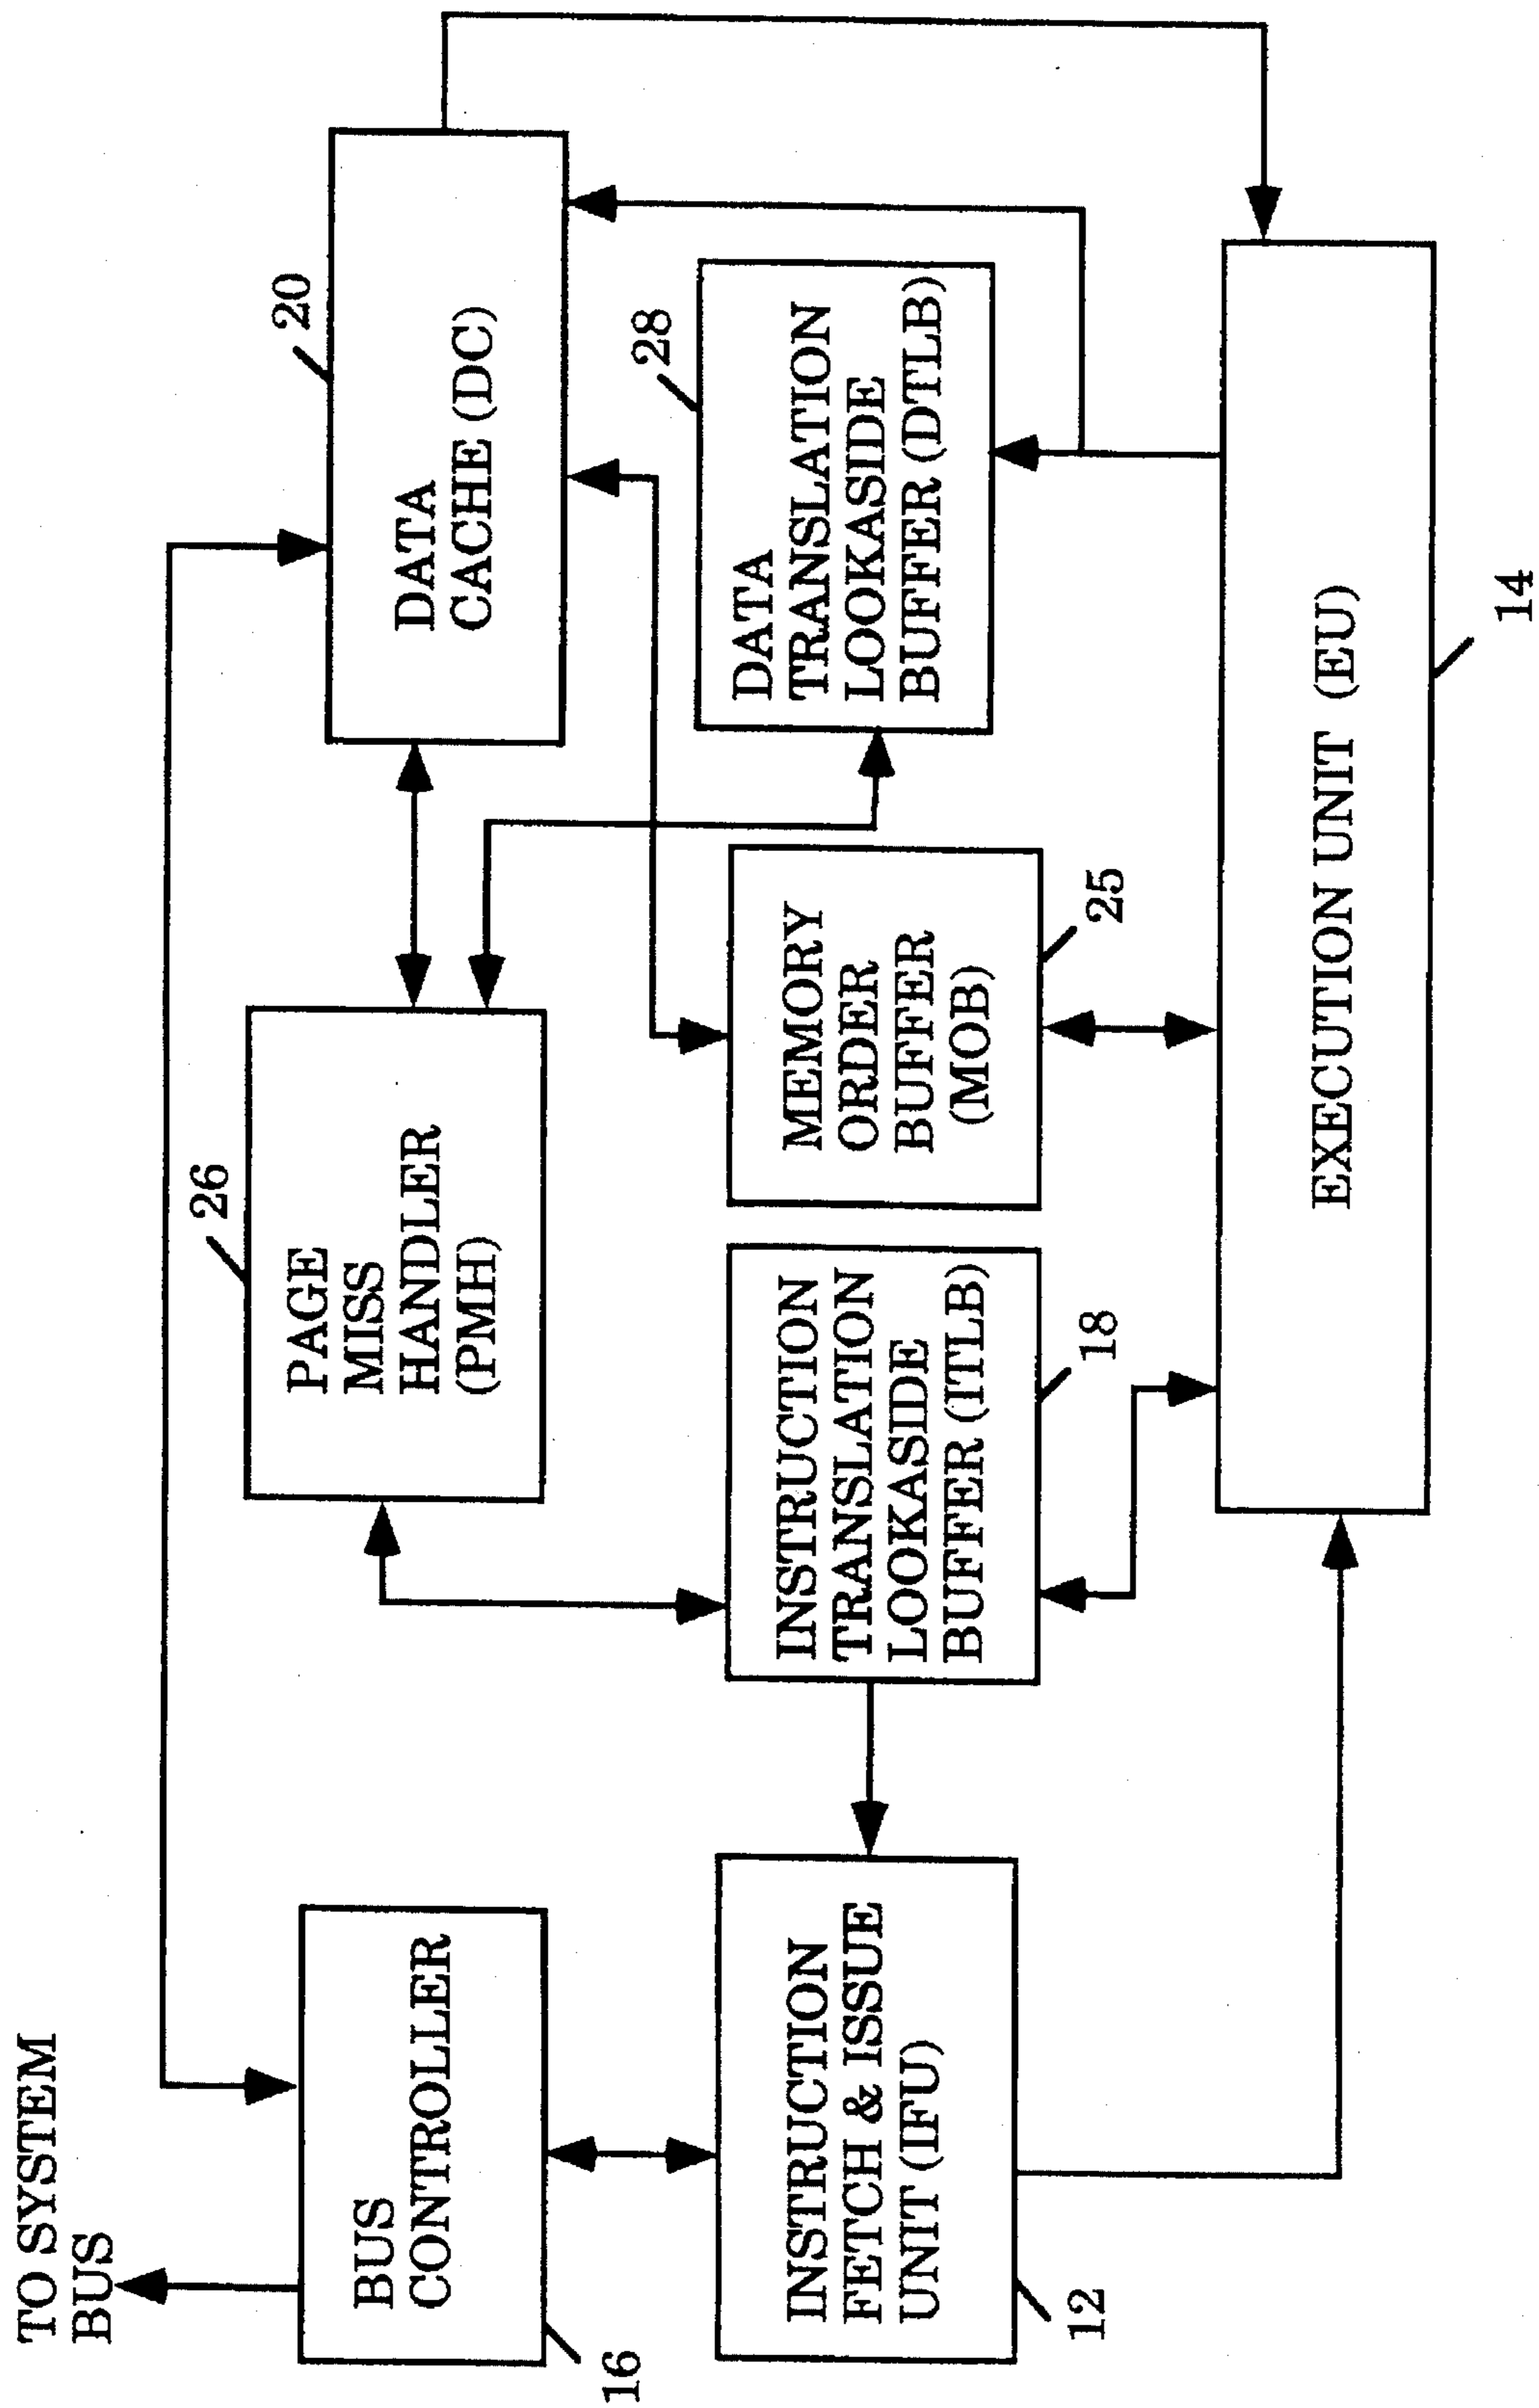 TO SYSTEM
BUS
BUS
CONTROLLER
16
26
PAGE
MISS
HANDLER
(PMH)
20
DATA
CACHE (DC)
INSTRUCTION
FETCH & ISSUE
UNIT (IFU)
12
INSTRUCTION
TRANSLATION
LOOKASIDE
BUFFER (ITLB)
18
MEMORY
ORDER
BUFFER
(MOB)
25
28
DATA
TRANSLATION
LOOKASIDE
BUFFER (DTLB)
EXECUTION UNIT (EU)
14